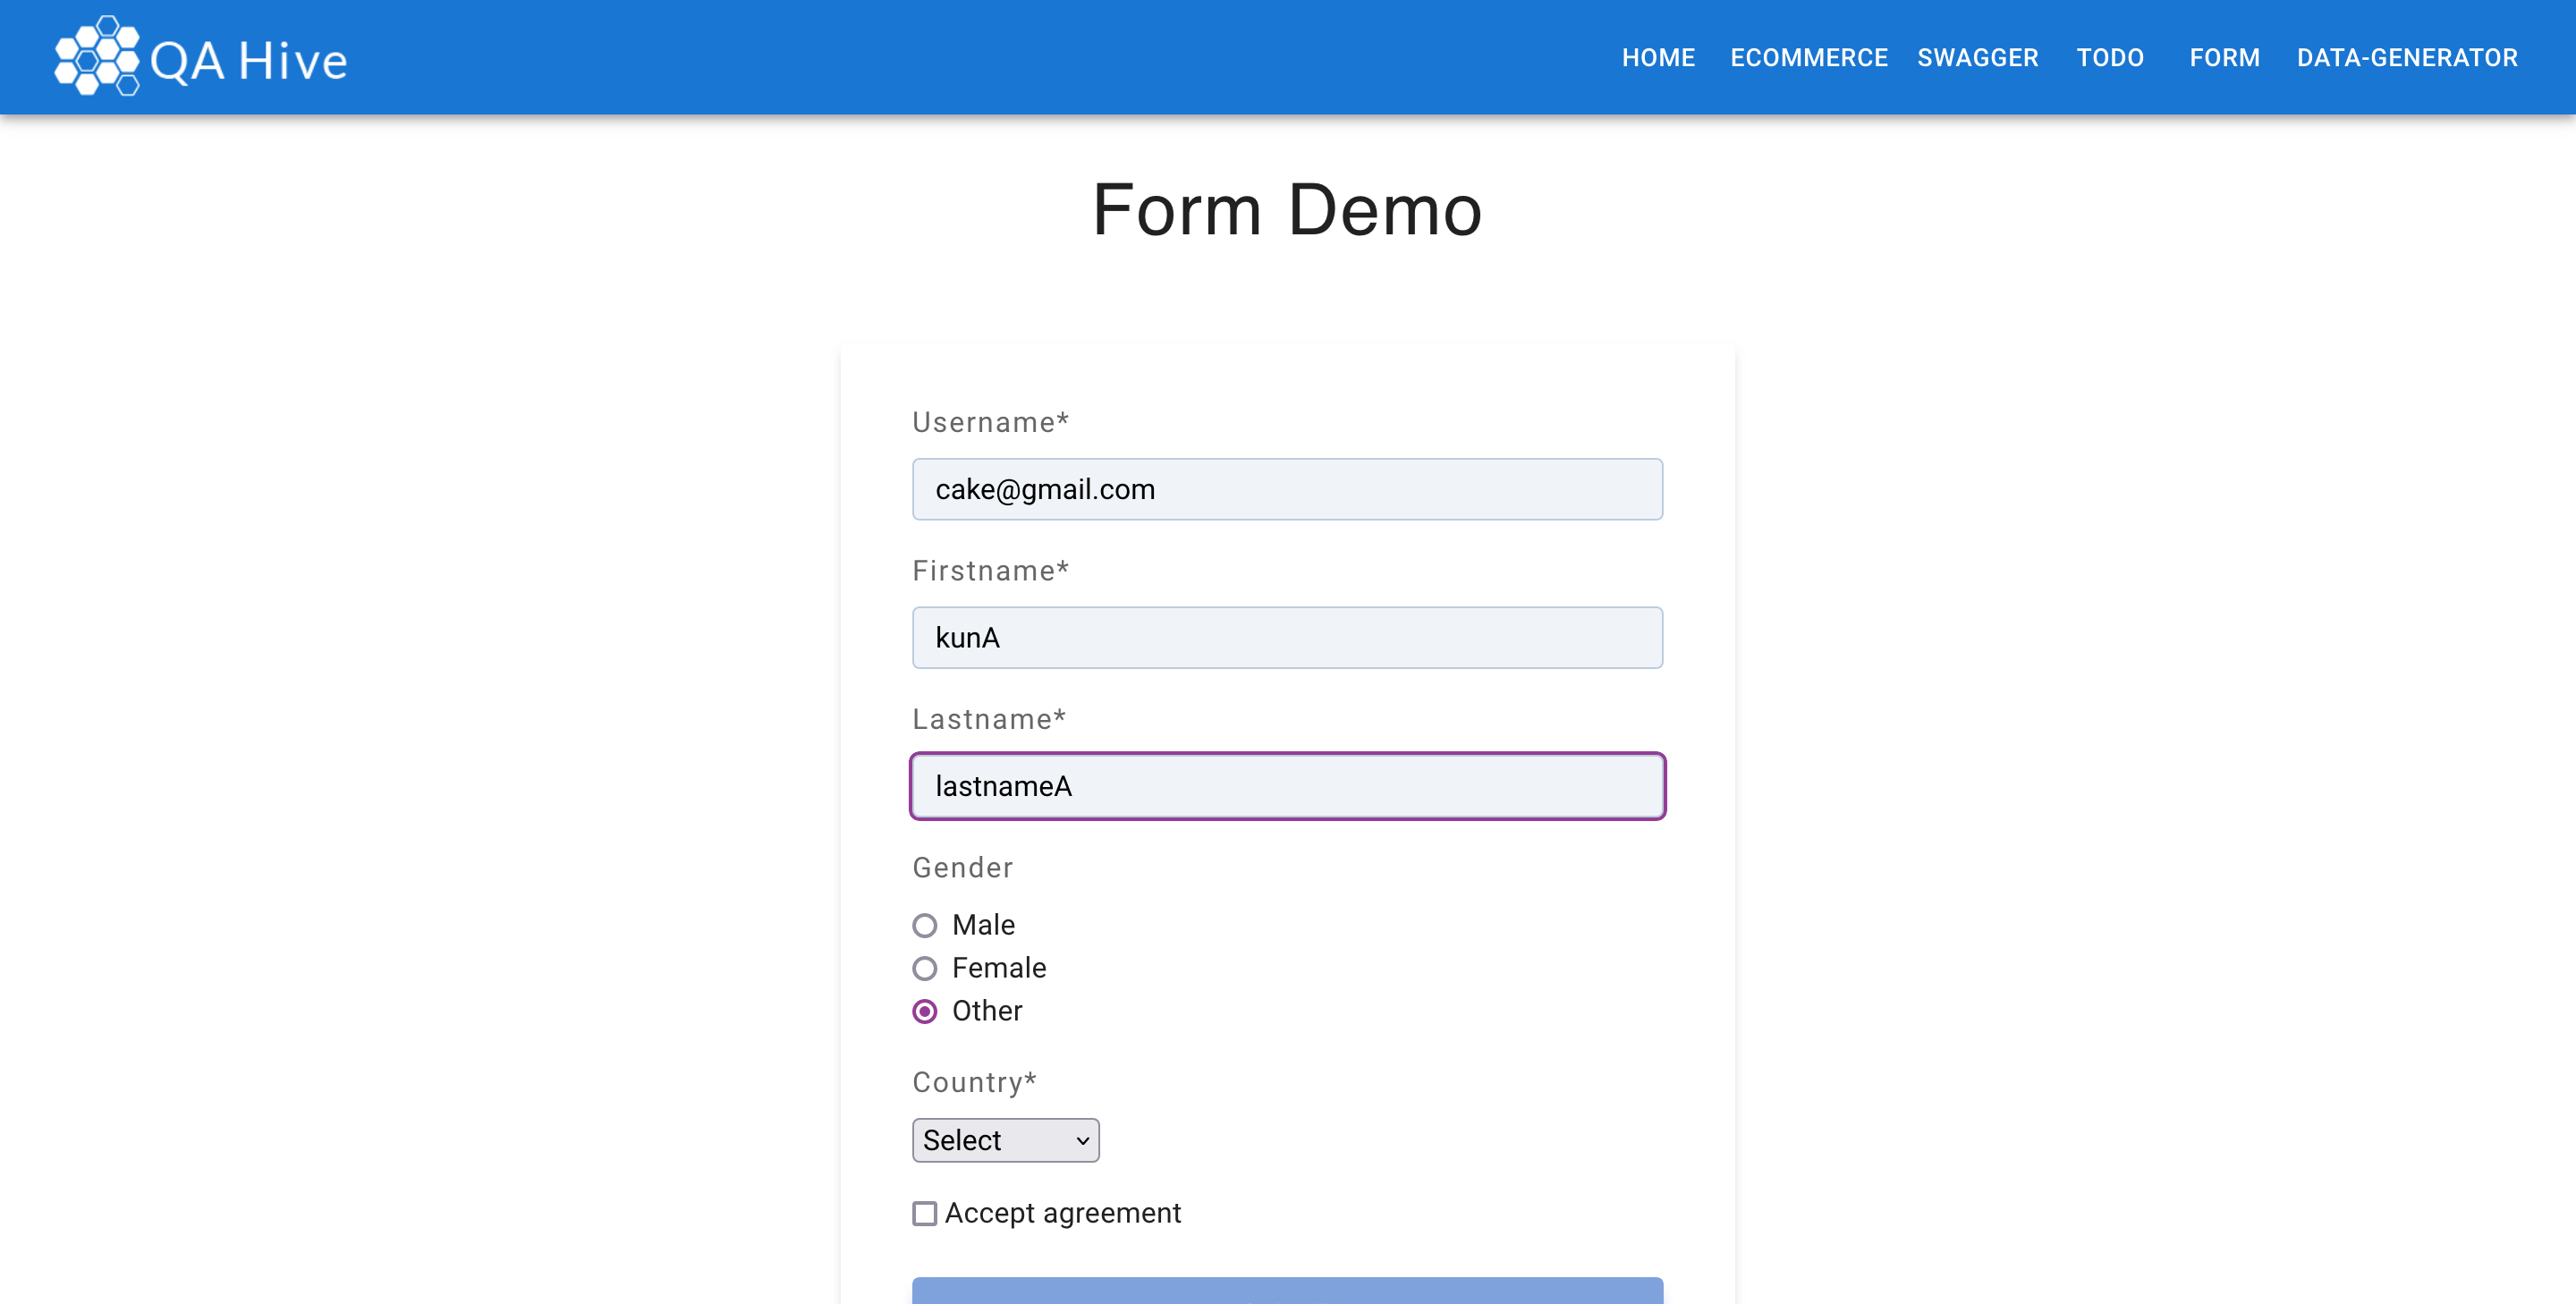 QA Hive
HOME ECOMMERCE SWAGGER TODO FORM DATA-GENERATOR
Form Demo
Username*
cake@gmail.com
Firstname*
kunA
Lastname*
lastnameA
Gender
Male
Female
Other
Country*
Select
Accept agreement